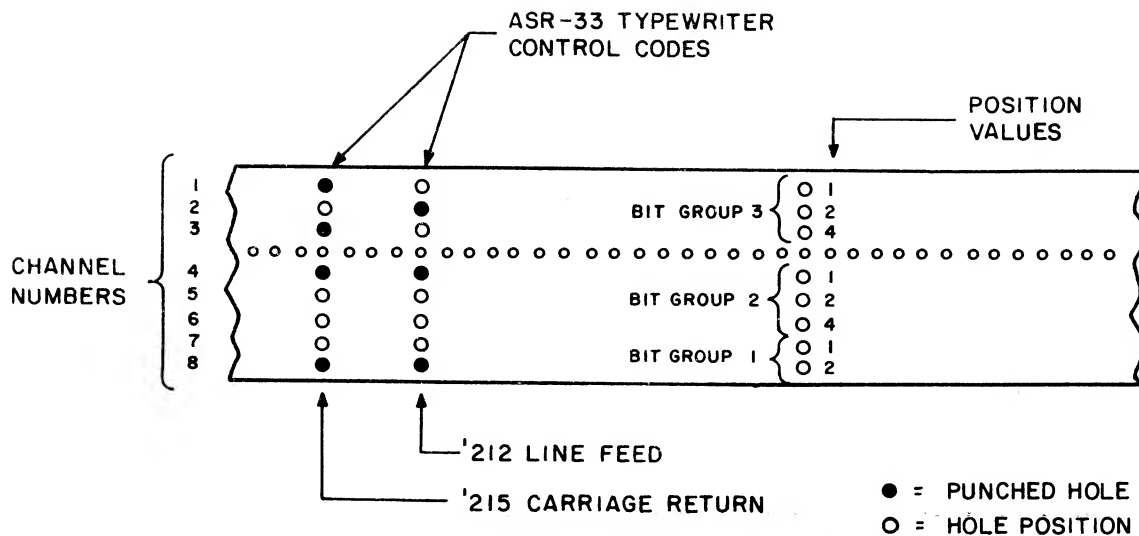 ASR-33 TYPEWRITER
CONTROL CODES
POSITION
VALUES
CHANNEL
NUMBERS
1
2
3
4
5
6
7
8
BIT GROUP 3
1
2
4
BIT GROUP 2
1
2
4
BIT GROUP 1
1
2
'212 LINE FEED
'215 CARRIAGE RETURN
● = PUNCHED HOLE
○ = HOLE POSITION